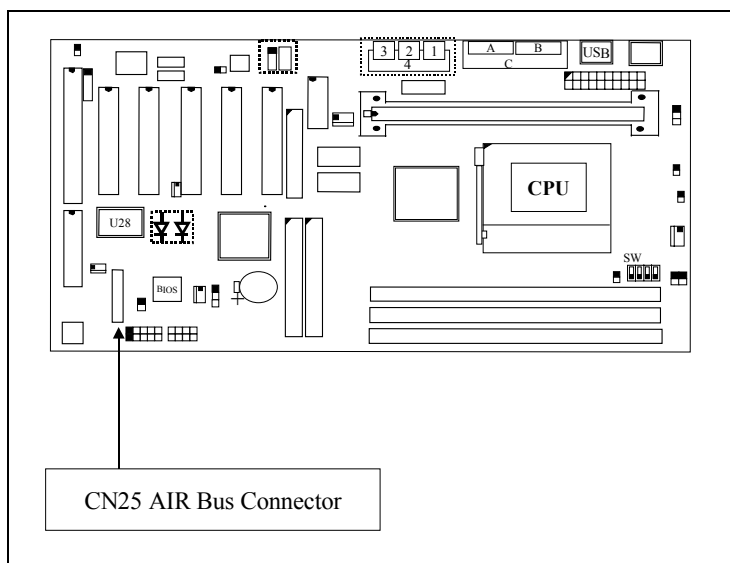 3 2 1
4
A B
C
USB
CPU
U28
SW
BIOS
+
CN25 AIR Bus Connector